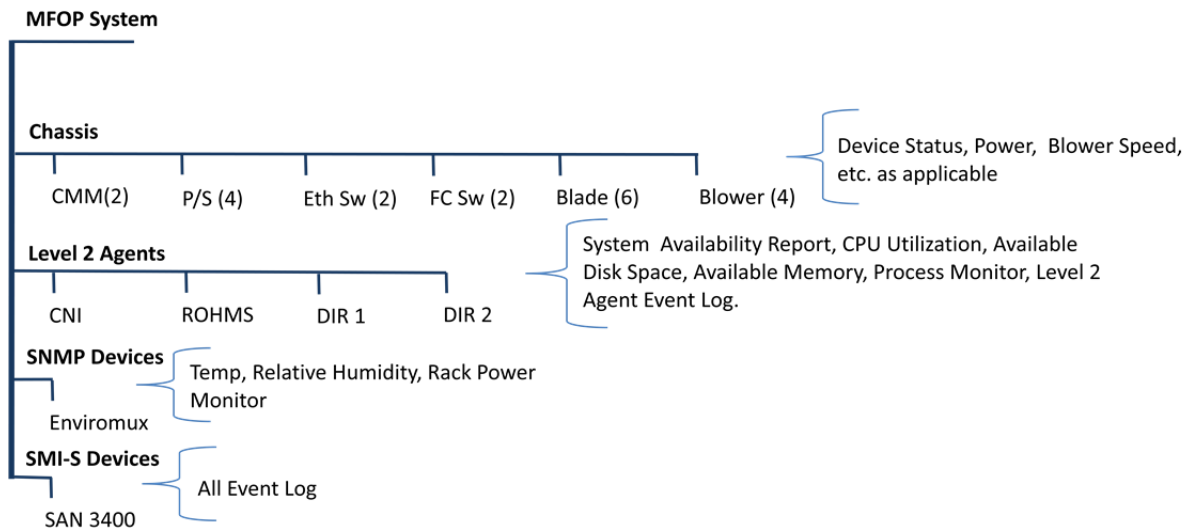 MFOP System
Chassis
Device Status, Power, Blower Speed,
etc. as applicable
CMM(2) P/S (4) Eth Sw (2) FC Sw (2) Blade (6) Blower (4)
Level 2 Agents
System Availability Report, CPU Utilization, Available
Disk Space, Available Memory, Process Monitor, Level 2
Agent Event Log.
CNI ROHMS DIR 1 DIR 2
SNMP Devices
Temp, Relative Humidity, Rack Power
Monitor
Enviromux
SMI-S Devices
All Event Log
SAN 3400